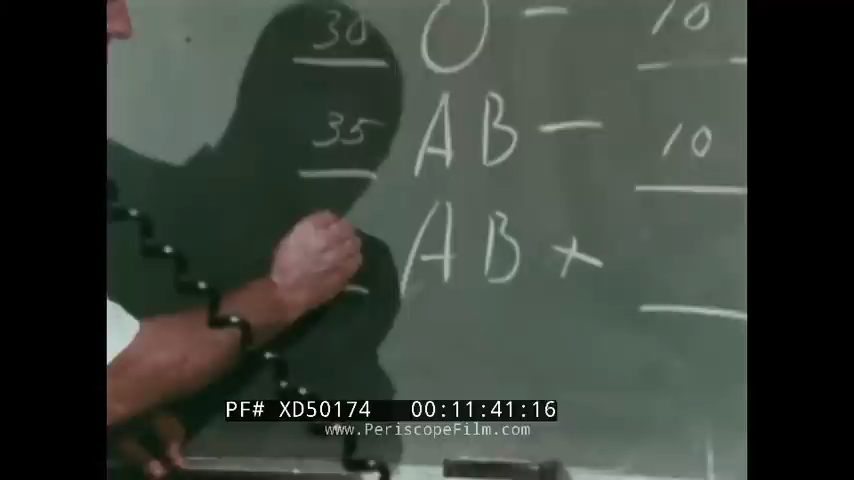 30 O - 10
35 AB - 10
AB +
PF# XD50174 00:11:41:16
www.PeriscopeFilm.com